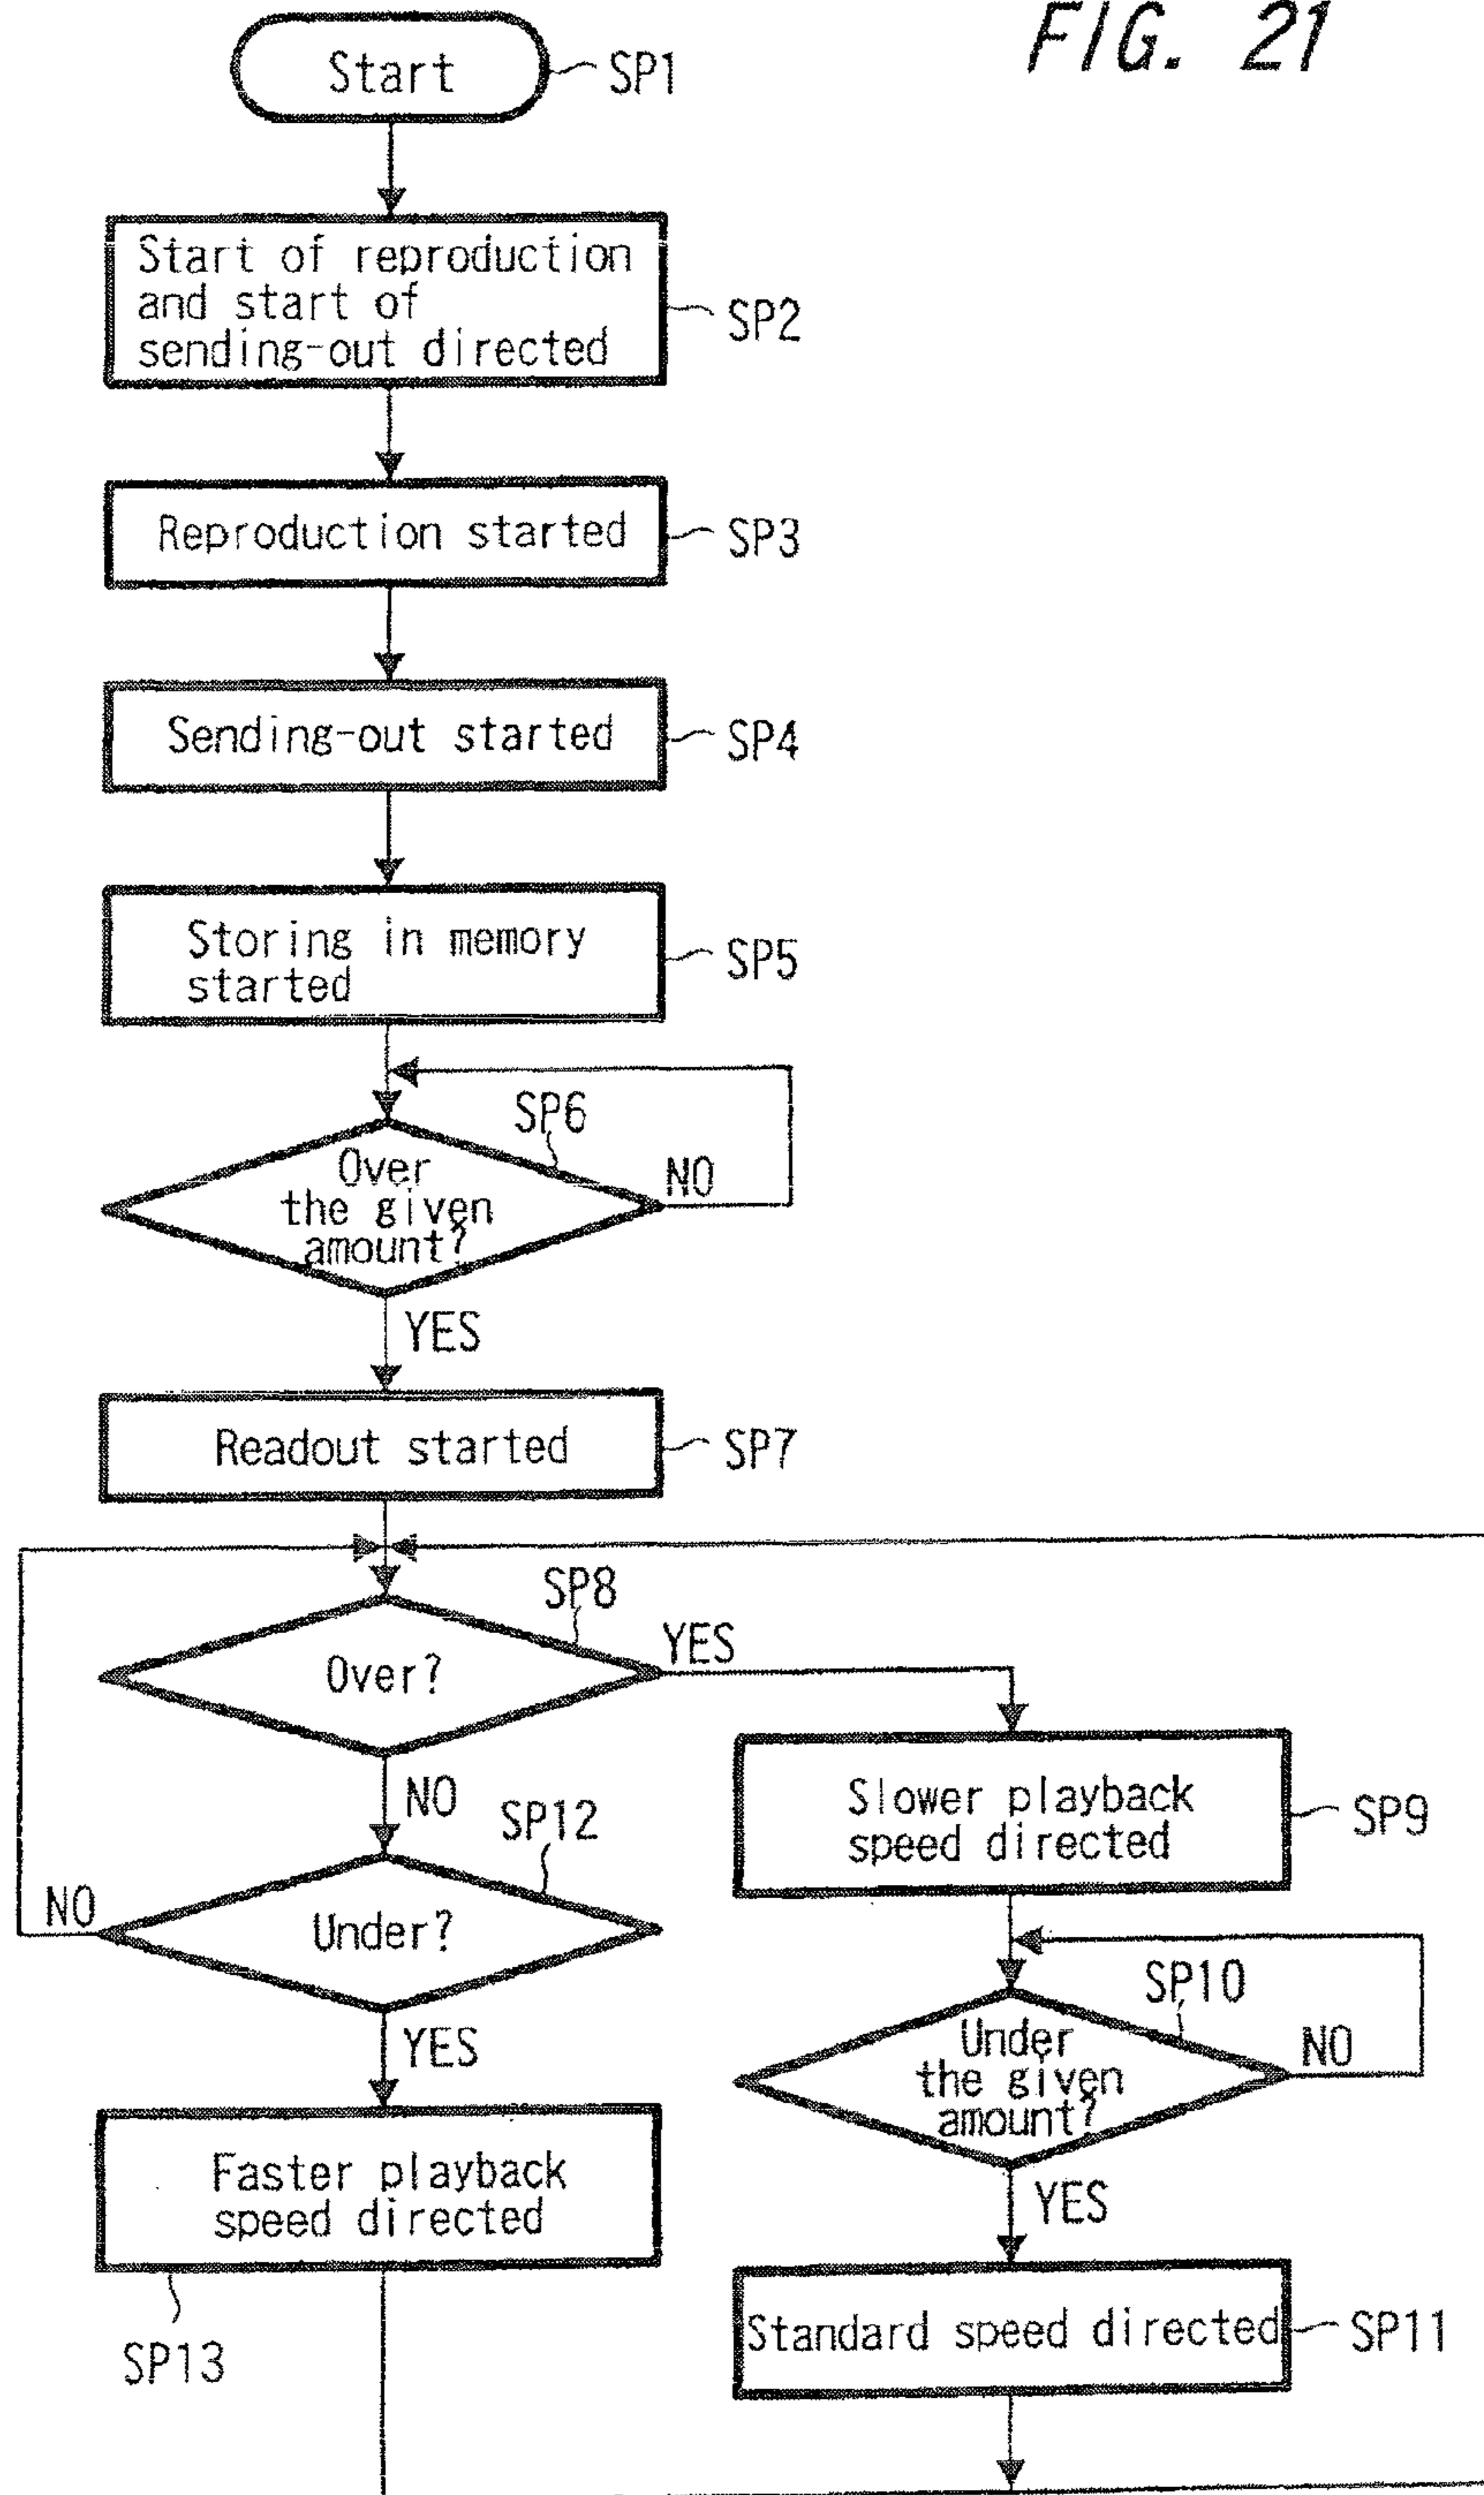 FIG. 21
Start
SP1
Start of reproduction
and start of
sending-out directed
SP2
Reproduction started
SP3
Sending-out started
SP4
Storing in memory
started
SP5
SP6
Over
the given
amount?
NO
YES
Readout started
SP7
SP8
Over?
YES
NO
Slower playback
speed directed
SP9
SP12
Under?
NO
YES
SP10
Under
the given
amount?
NO
YES
Faster playback
speed directed
SP13
Standard speed directed
SP11